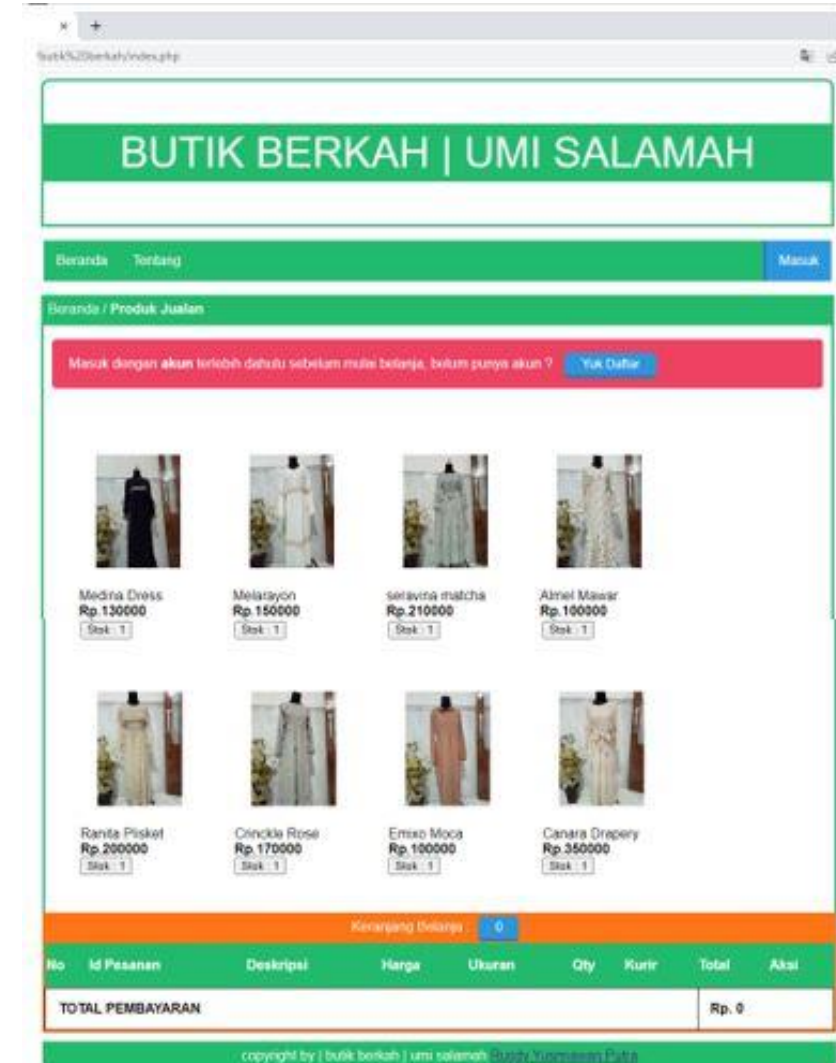 butik%20berkah/index.php
BUTIK BERKAH | UMI SALAMAH
Beranda Tentang Masuk
Beranda / Produk Jualan
Masuk dengan akun terlebih dahulu sebelum mulai belanja, belum punya akun ? Yuk Daftar
Medina Dress Melarayon seravina matcha Almel Mawar
Rp.130000 Rp.150000 Rp.210000 Rp.100000
Stok : 1 Stok : 1 Stok : 1 Stok : 1
Ranita Plisket Crinckle Rose Emixo Moca Canara Drapery
Rp.200000 Rp.170000 Rp.100000 Rp.350000
Stok : 1 Stok : 1 Stok : 1 Stok : 1
Keranjang Belanja : 0
No Id Pesanan Deskripsi Harga Ukuran Qty Kurir Total Aksi
TOTAL PEMBAYARAN Rp. 0
copyright by | butik berkah | umi salamah Yusmiawan Putra